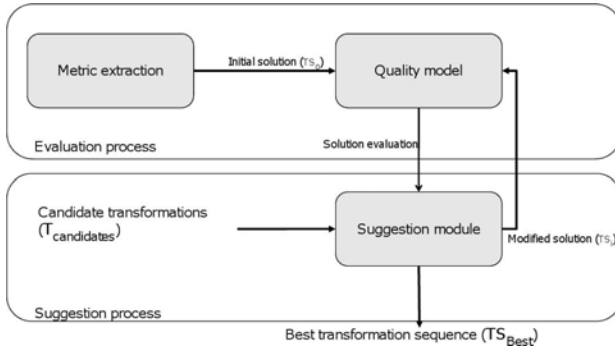 Metric extraction
Initial solution (TS0)
Quality model
Evaluation process
Solution evaluation
Candidate transformations
(Tcandidates)
Suggestion module
Modified solution (TSi)
Suggestion process
Best transformation sequence (TSBest)